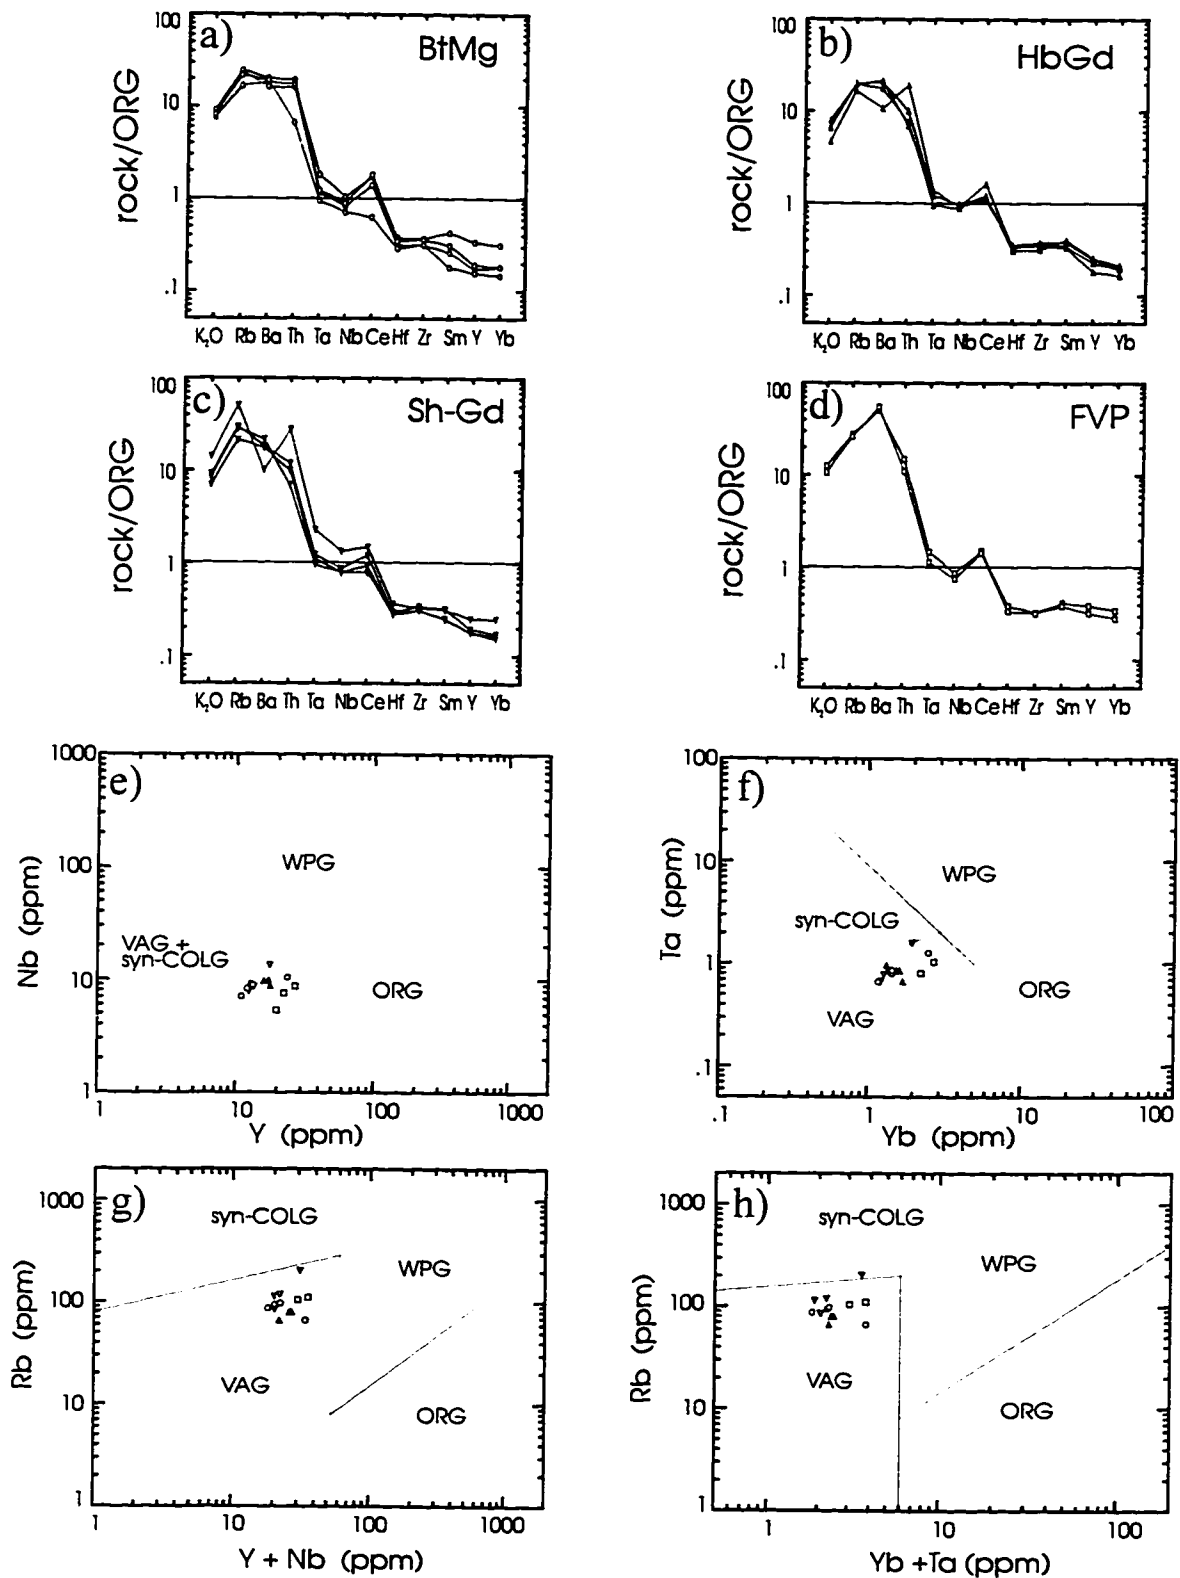 a) BtMg
100
10
1
.1
rock/ORG
K₂O Rb Ba Th Ta Nb Ce Hf Zr Sm Y Yb
b) HbGd
100
10
1
.1
rock/ORG
K₂O Rb Ba Th Ta Nb Ce Hf Zr Sm Y Yb
c) Sh-Gd
100
10
1
.1
rock/ORG
K₂O Rb Ba Th Ta Nb Ce Hf Zr Sm Y Yb
d) FVP
100
10
1
.1
rock/ORG
K₂O Rb Ba Th Ta Nb Ce Hf Zr Sm Y Yb
e)
1000
100
10
1
Nb (ppm)
WPG
VAG +
syn-COLG
ORG
1 10 100 1000
Y (ppm)
f)
100
10
1
.1
Ta (ppm)
WPG
syn-COLG
ORG
VAG
.1 1 10 100
Yb (ppm)
g)
1000
100
10
1
Rb (ppm)
syn-COLG
WPG
VAG
ORG
1 10 100 1000
Y + Nb (ppm)
h)
1000
100
10
1
Rb (ppm)
syn-COLG
WPG
VAG
ORG
1 10 100
Yb +Ta (ppm)